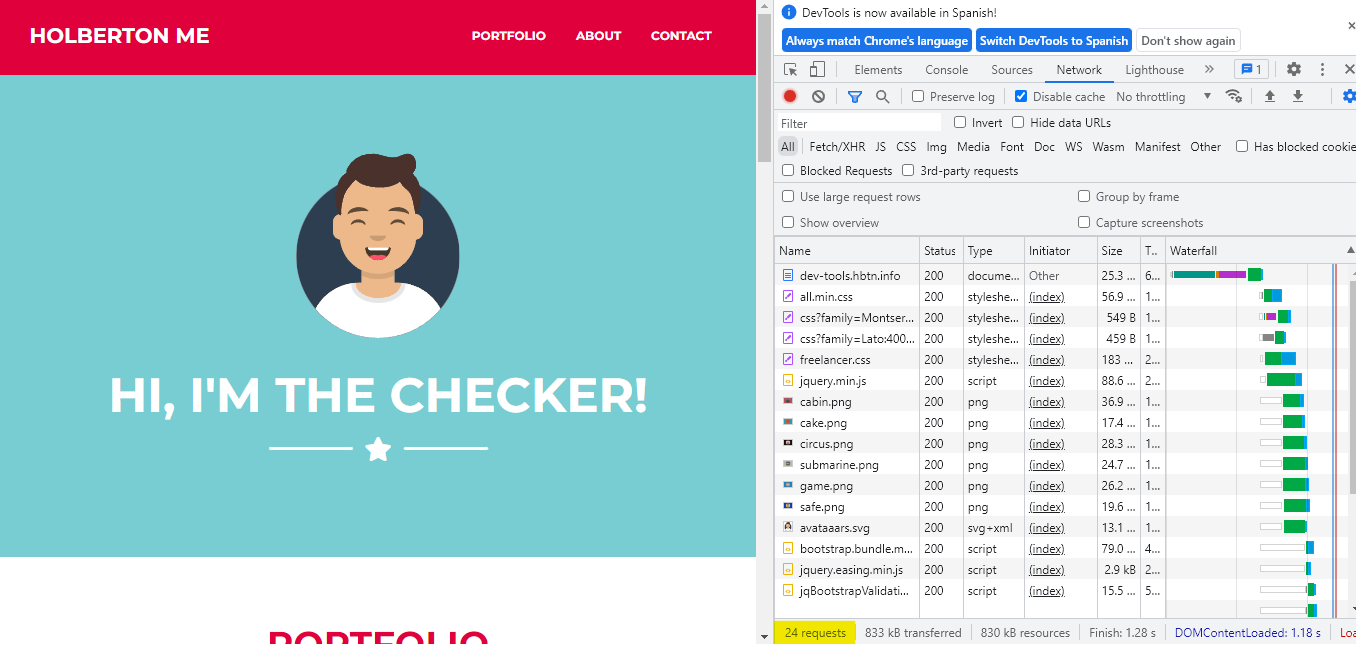 HOLBERTON ME PORTFOLIO ABOUT CONTACT
HI, I'M THE CHECKER!
PORTFOLIO
DevTools is now available in Spanish!
Always match Chrome's language Switch DevTools to Spanish Don't show again
Elements Console Sources Network Lighthouse » 1
Preserve log Disable cache No throttling
Filter Invert Hide data URLs
All Fetch/XHR JS CSS Img Media Font Doc WS Wasm Manifest Other Has blocked cookie
Blocked Requests 3rd-party requests
Use large request rows Group by frame
Show overview Capture screenshots
Name Status Type Initiator Size T.. Waterfall
dev-tools.hbtn.info 200 docume... Other 25.3 ... 6...
all.min.css 200 styleshe... (index) 56.9 ... 1...
css?family=Montser... 200 styleshe... (index) 549 B 1...
css?family=Lato:400... 200 styleshe... (index) 459 B 1...
freelancer.css 200 styleshe... (index) 183 ... 2...
jquery.min.js 200 script (index) 88.6 ... 2...
cabin.png 200 png (index) 36.9 ... 1...
cake.png 200 png (index) 17.4 ... 1...
circus.png 200 png (index) 28.3 ... 1...
submarine.png 200 png (index) 24.7 ... 1...
game.png 200 png (index) 26.2 ... 1...
safe.png 200 png (index) 19.6 ... 1...
avataaars.svg 200 svg+xml (index) 13.1 ... 1...
bootstrap.bundle.m... 200 script (index) 79.0 ... 4...
jquery.easing.min.js 200 script (index) 2.9 kB 2...
jqBootstrapValidati... 200 script (index) 15.5 ... 5...
24 requests 833 kB transferred 830 kB resources Finish: 1.28 s DOMContentLoaded: 1.18 s Loa